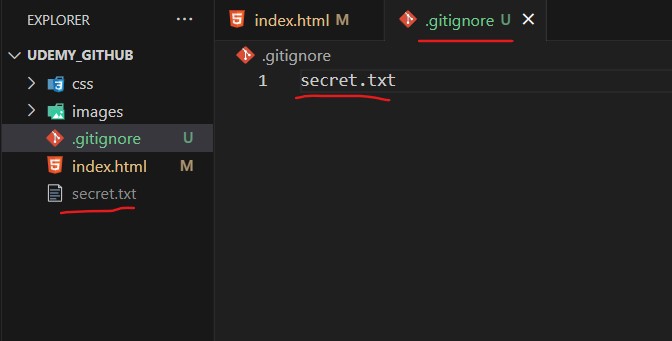 EXPLORER ...
UDEMY_GITHUB
css
images
.gitignore U
index.html M
secret.txt
index.html M .gitignore U
.gitignore
1 secret.txt